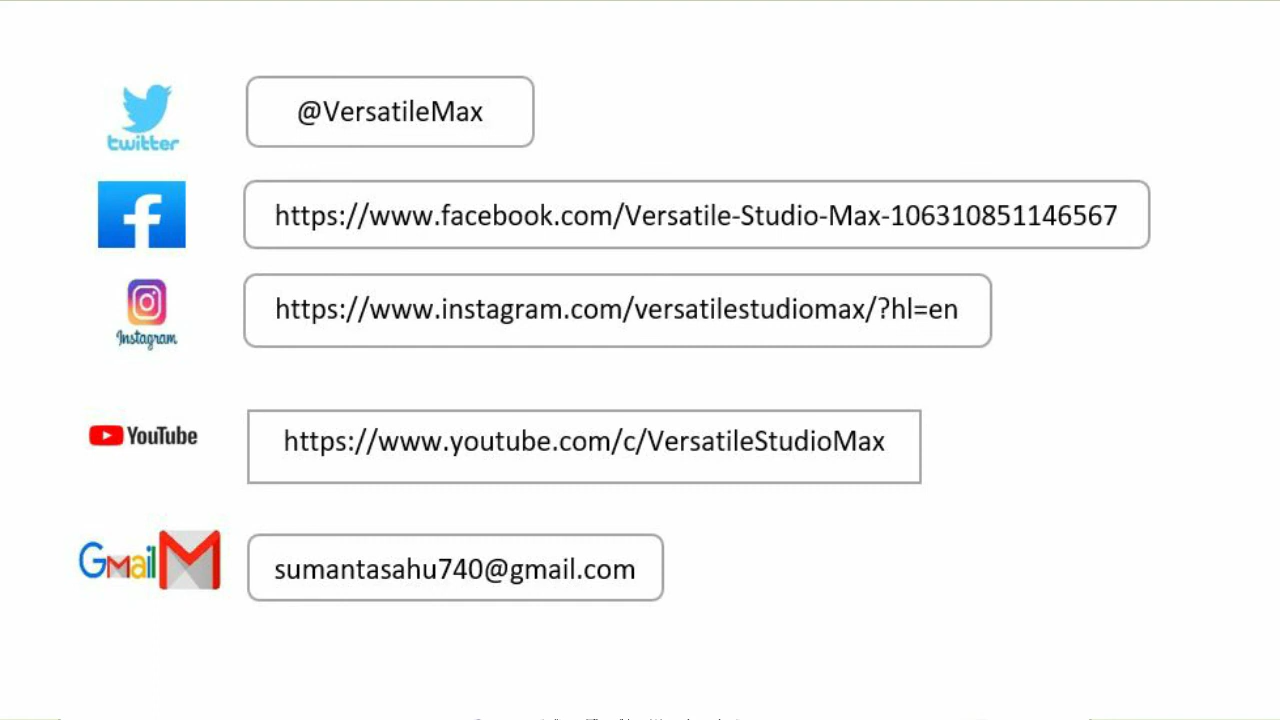 twitter
@VersatileMax
https://www.facebook.com/Versatile-Studio-Max-106310851146567
Instagram
https://www.instagram.com/versatilestudiomax/?hl=en
YouTube
https://www.youtube.com/c/VersatileStudioMax
GMail
sumantasahu740@gmail.com